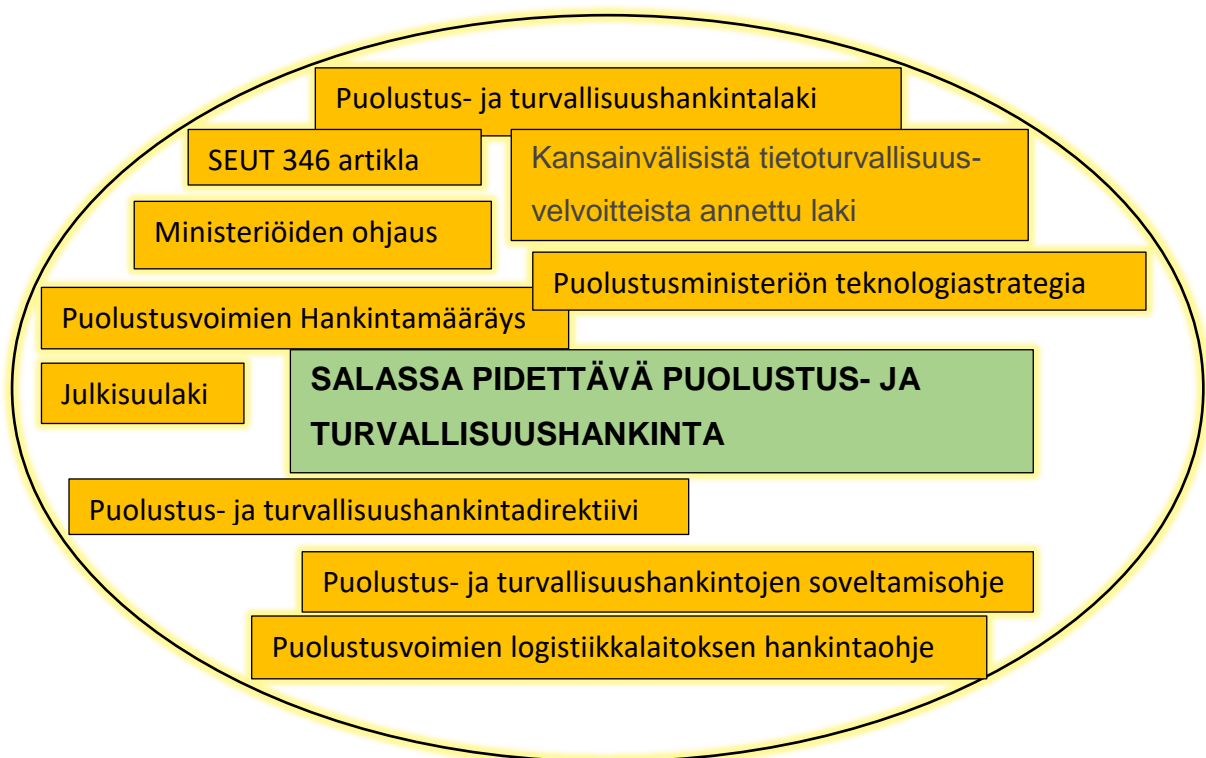 Puolustus- ja turvallisuushankintalaki
SEUT 346 artikla
Kansainvälisistä tietoturvallisuus-
velvoitteista annettu laki
Ministeriöiden ohjaus
Puolustusministeriön teknologiastrategia
Puolustusvoimien Hankintamääräys
Julkisuulaki
SALASSA PIDETTÄVÄ PUOLUSTUS- JA
TURVALLISUUSHANKINTA
Puolustus- ja turvallisuushankintadirektiivi
Puolustus- ja turvallisuushankintojen soveltamisohje
Puolustusvoimien logistiikkalaitoksen hankintaohje